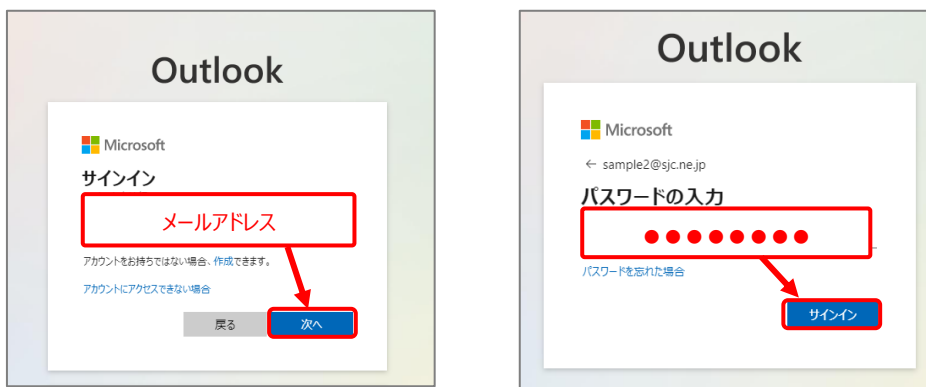 Outlook
Microsoft
サインイン
メールアドレス
アカウントをお持ちではない場合、作成できます。
アカウントにアクセスできない場合
戻る
次へ
Outlook
Microsoft
← sample2@sjc.ne.jp
パスワードの入力
●●●●●●●●
パスワードを忘れた場合
サインイン